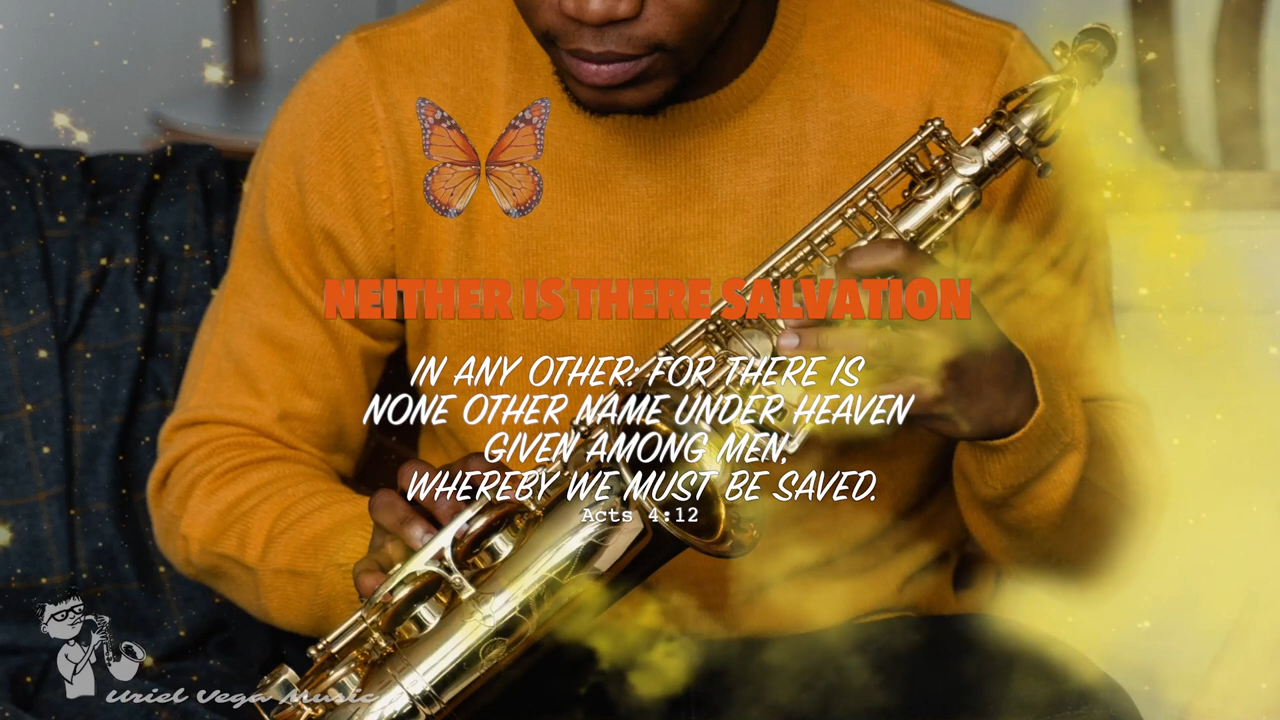 NEITHER IS THERE SALVATION
IN ANY OTHER: FOR THERE IS
NONE OTHER NAME UNDER HEAVEN
GIVEN AMONG MEN,
WHEREBY WE MUST BE SAVED.
Acts 4:12
Uriel Vega Music